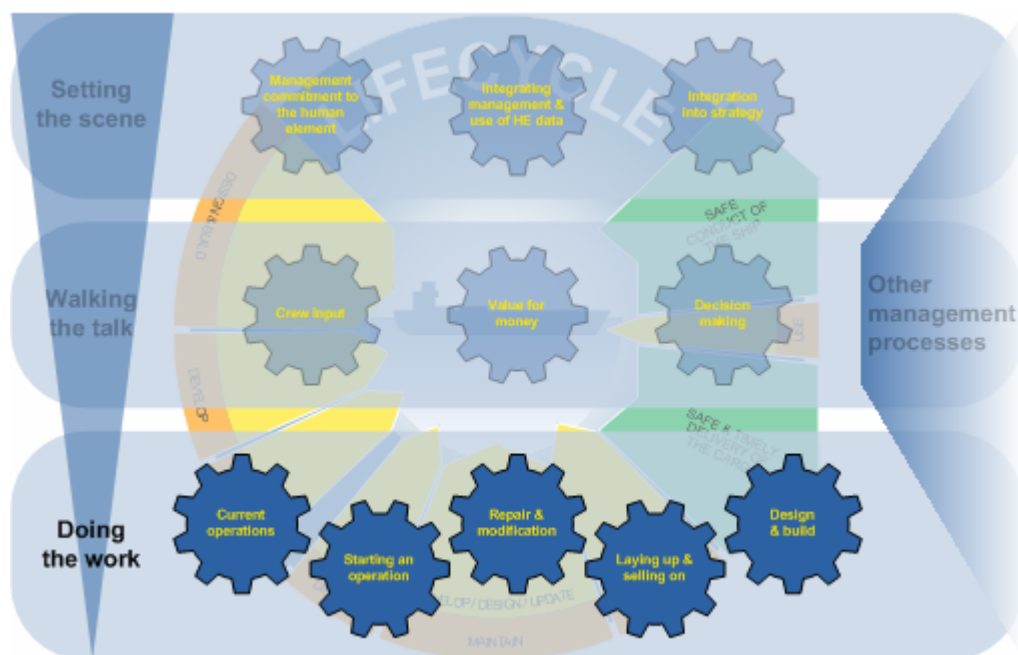 LIFECYCLE
Setting
the scene
Management
commitment to
the human
element
Integrating
management &
use of HE data
Integration
into strategy
DESIGN & BUILD
SAFE
CONDUCT OF
THE SHIP
Walking
the talk
Crew input
Value for
money
Decision
making
USE
Other
management
processes
DEVELOP
SAFE & TIMELY
DELIVERY OF
THE CARGO
Doing
the work
Current
operations
Starting an
operation
Repair &
modification
Laying up &
selling on
Design
& build
DESIGN / UPDATE
MAINTAIN